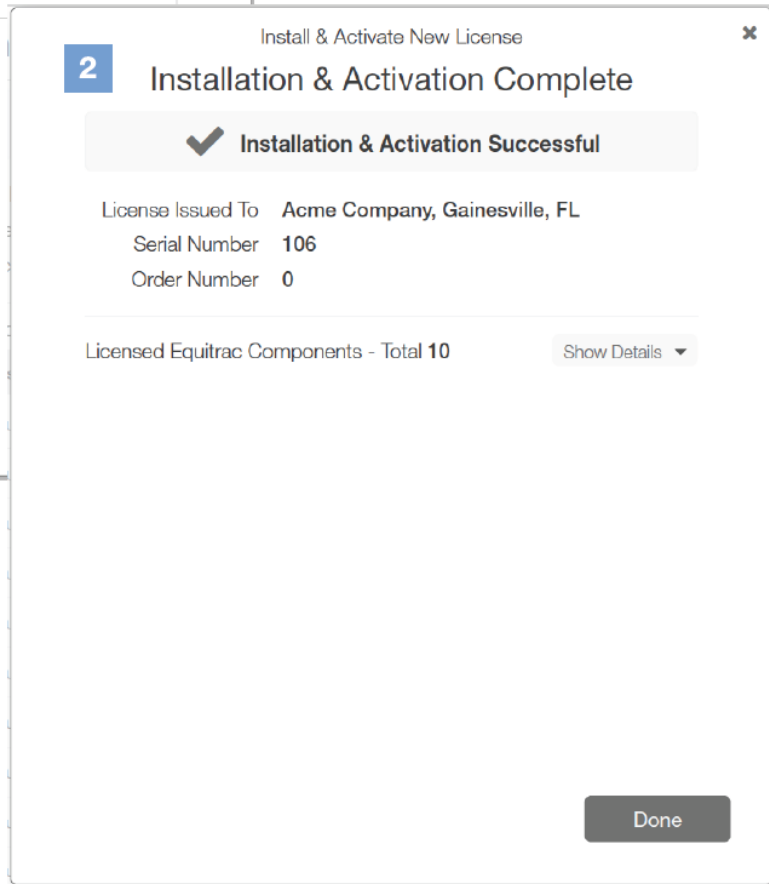 Install & Activate New License
2
Installation & Activation Complete
Installation & Activation Successful
License Issued To Acme Company, Gainesville, FL
Serial Number 106
Order Number 0
Licensed Equitrac Components - Total 10
Show Details
Done